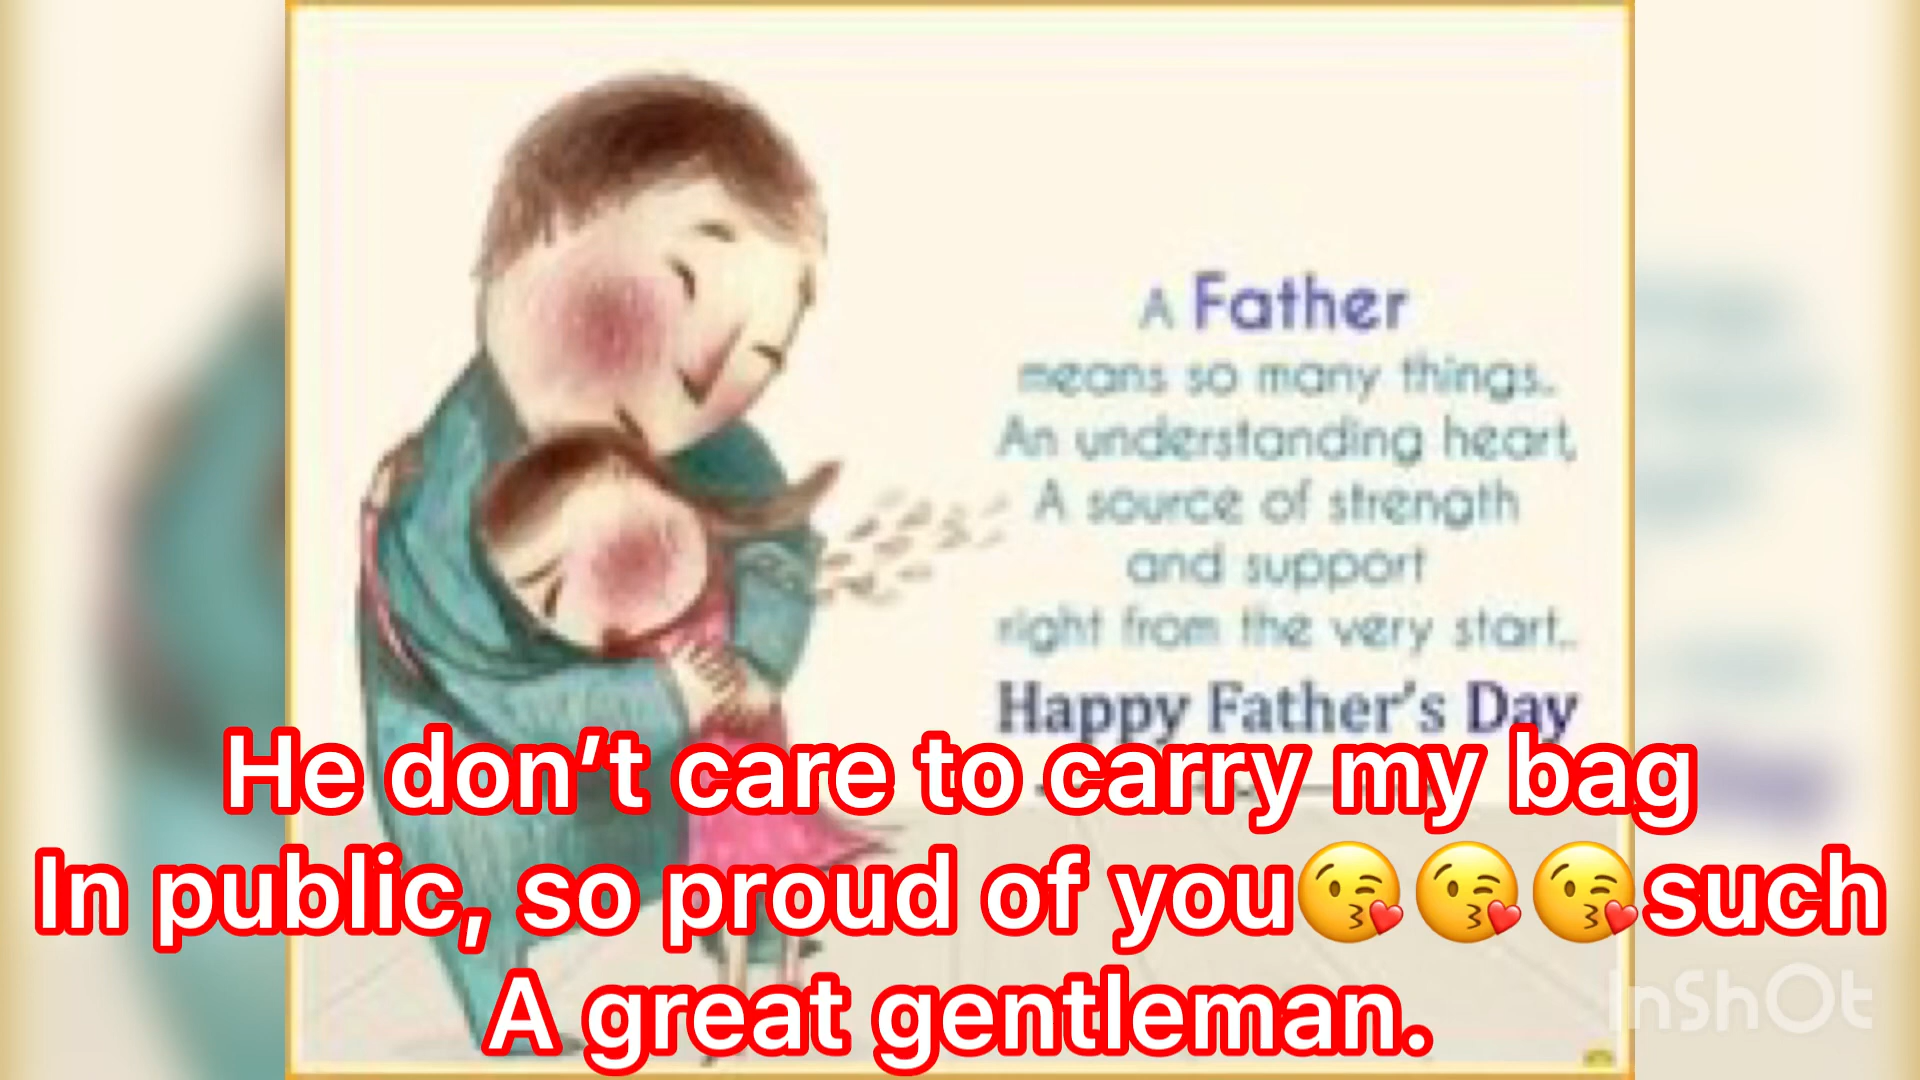 A Father
means so many things..
An understanding heart,
A source of strength
and support
right from the very start..
Happy Father's Day
He don’t care to carry my bag
In public, so proud of you😘😘😘such
A great gentleman.
InShOt